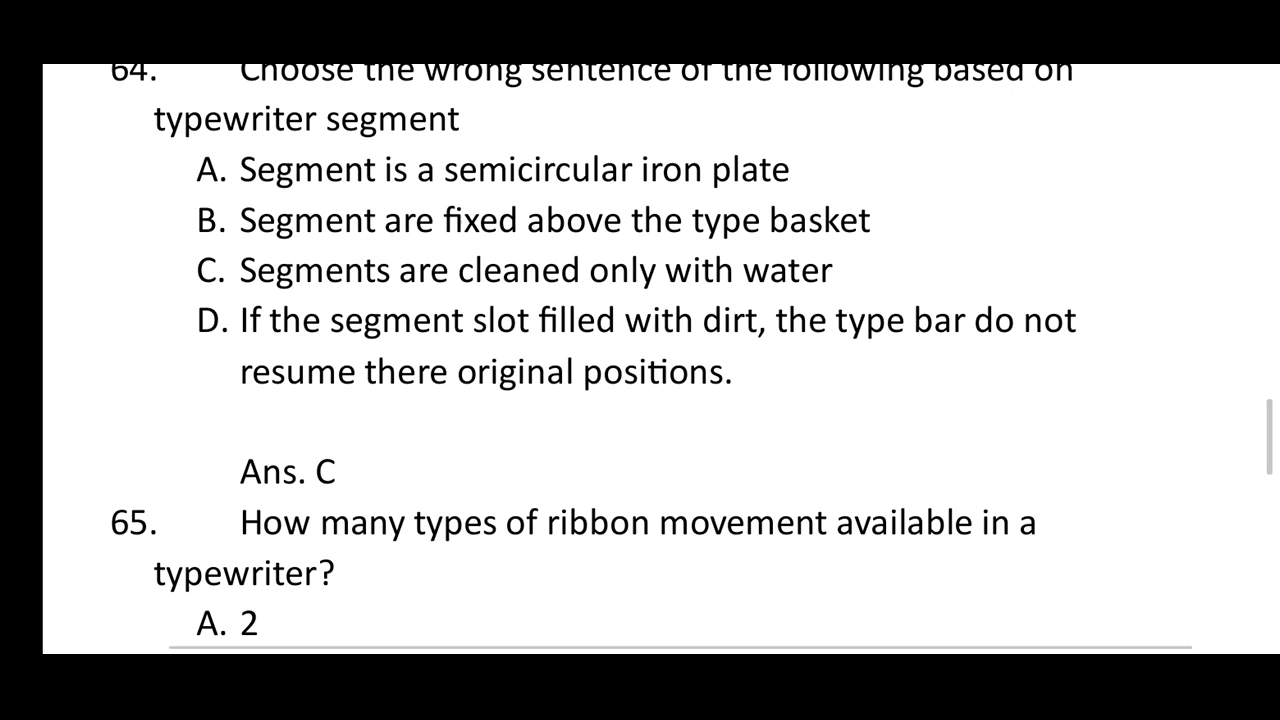 64. Choose the wrong sentence of the following based on
typewriter segment
A. Segment is a semicircular iron plate
B. Segment are fixed above the type basket
C. Segments are cleaned only with water
D. If the segment slot filled with dirt, the type bar do not
resume there original positions.
Ans. C
65. How many types of ribbon movement available in a
typewriter?
A. 2